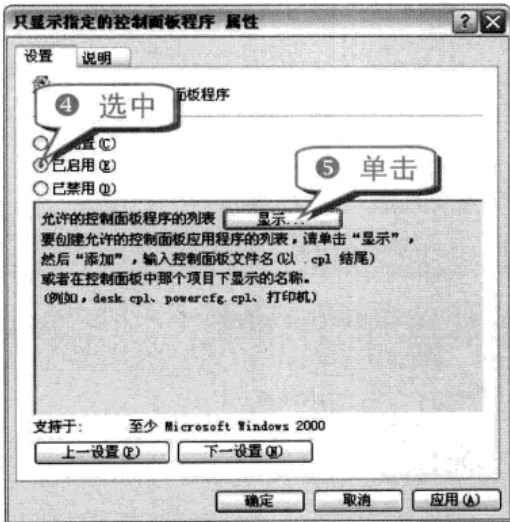 只显示指定的控制面板程序 属性
设置 说明
面板程序
❹ 选中
置(C)
已启用(E)
❺ 单击
已禁用(D)
允许的控制面板程序的列表 显示...
要创建允许的控制面板应用程序的列表，请单击“显示”，
然后“添加”，输入控制面板文件名(以 .cpl 结尾)
或者在控制面板中那个项目下显示的名称。
(例如，desk.cpl、powercfg.cpl、打印机)
支持于: 至少 Microsoft Windows 2000
上一设置(P) 下一设置(N)
确定 取消 应用(A)